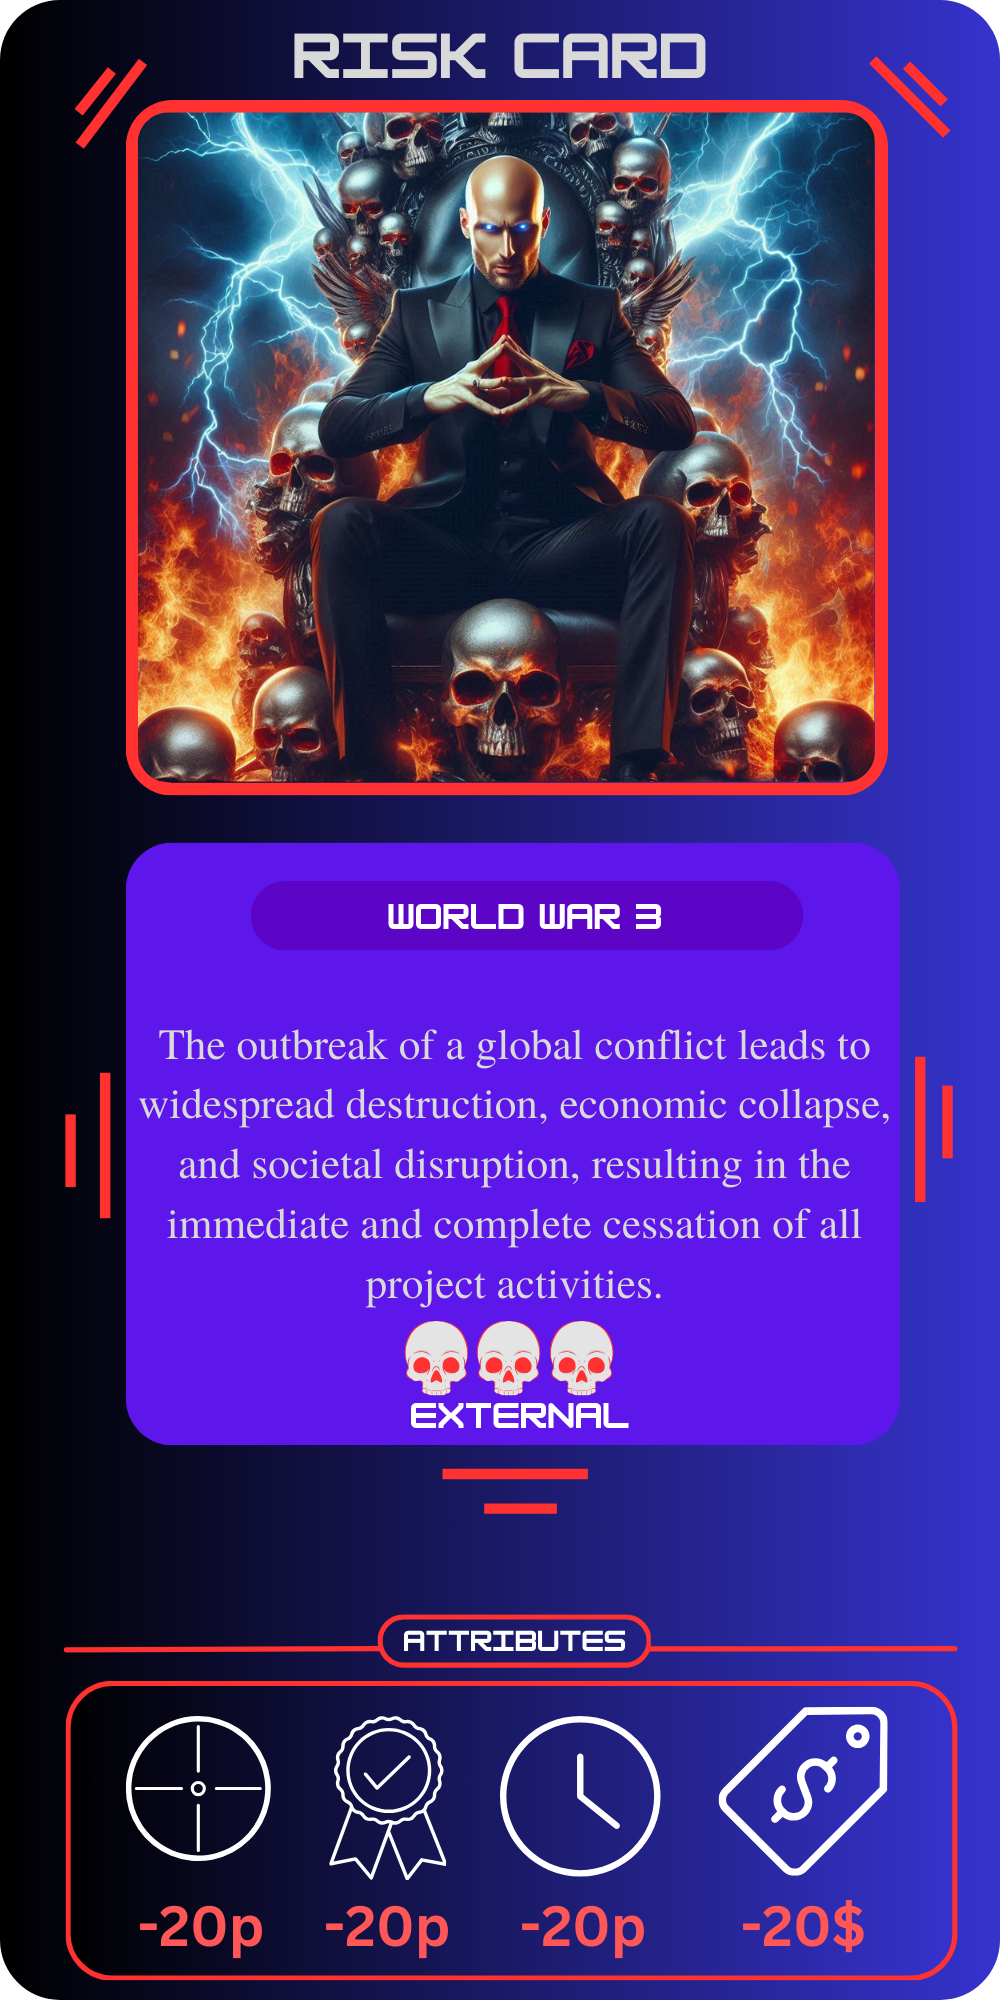 RISK CARD
WORLD WAR 3
The outbreak of a global conflict leads to
widespread destruction, economic collapse,
and societal disruption, resulting in the
immediate and complete cessation of all
project activities.
EXTERNAL
ATTRIBUTES
$
-20p -20p -20p -20$